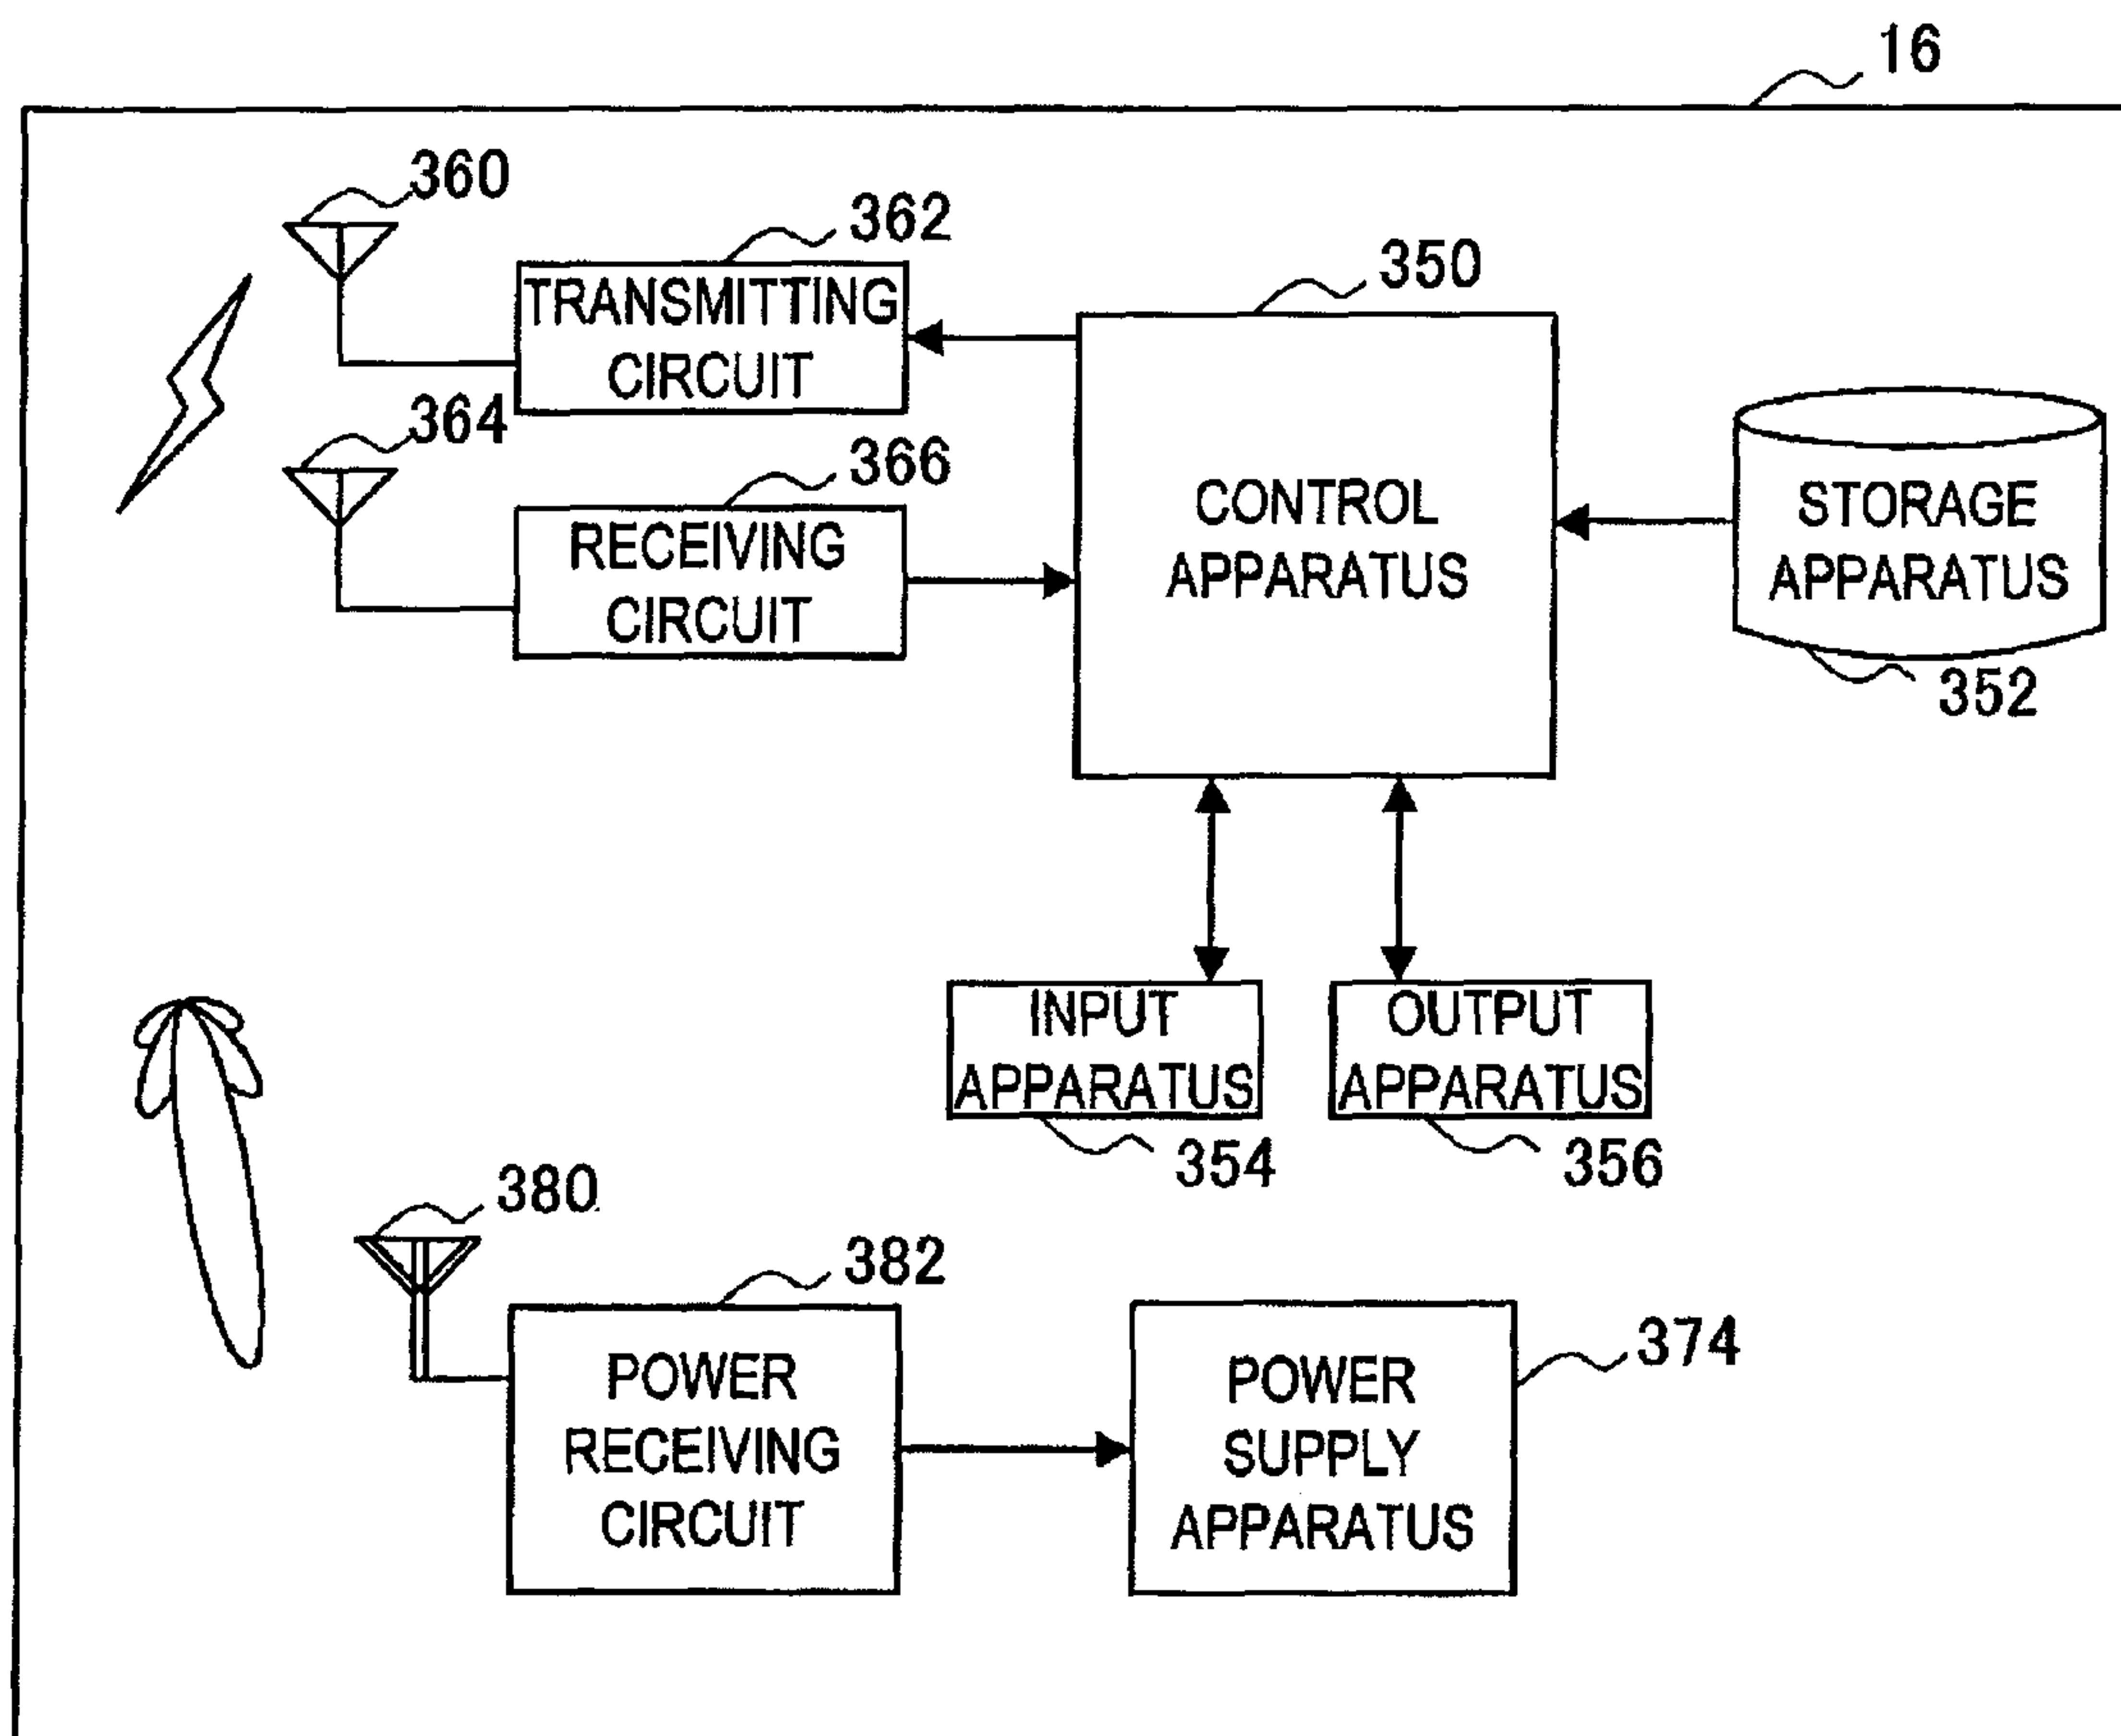 16
360
362
TRANSMITTING
CIRCUIT
350
364
366
RECEIVING
CIRCUIT
CONTROL
APPARATUS
STORAGE
APPARATUS
352
INPUT
APPARATUS
354
OUTPUT
APPARATUS
356
380
382
POWER
RECEIVING
CIRCUIT
POWER
SUPPLY
APPARATUS
374